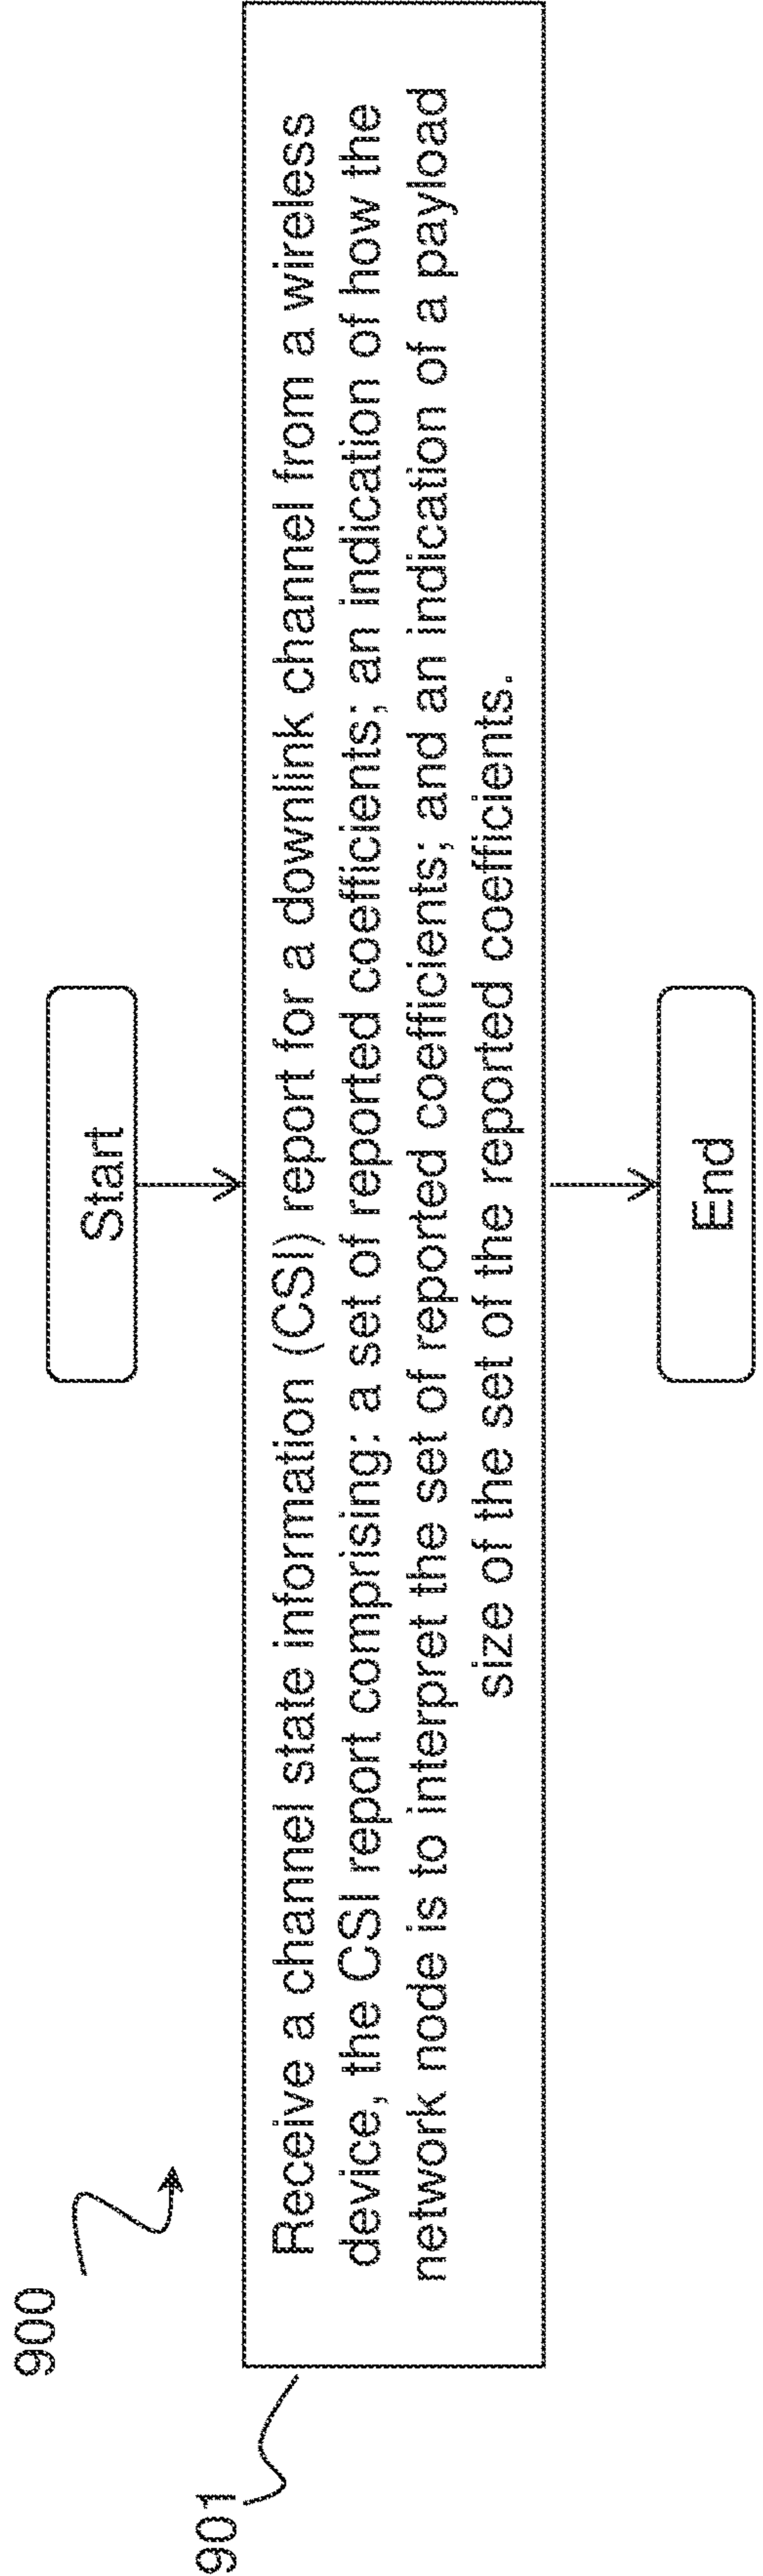 900
Start
901
Receive a channel state information (CSI) report for a downlink channel from a wireless
device, the CSI report comprising: a set of reported coefficients; an indication of how the
network node is to interpret the set of reported coefficients; and an indication of a payload
size of the set of the reported coefficients.
End